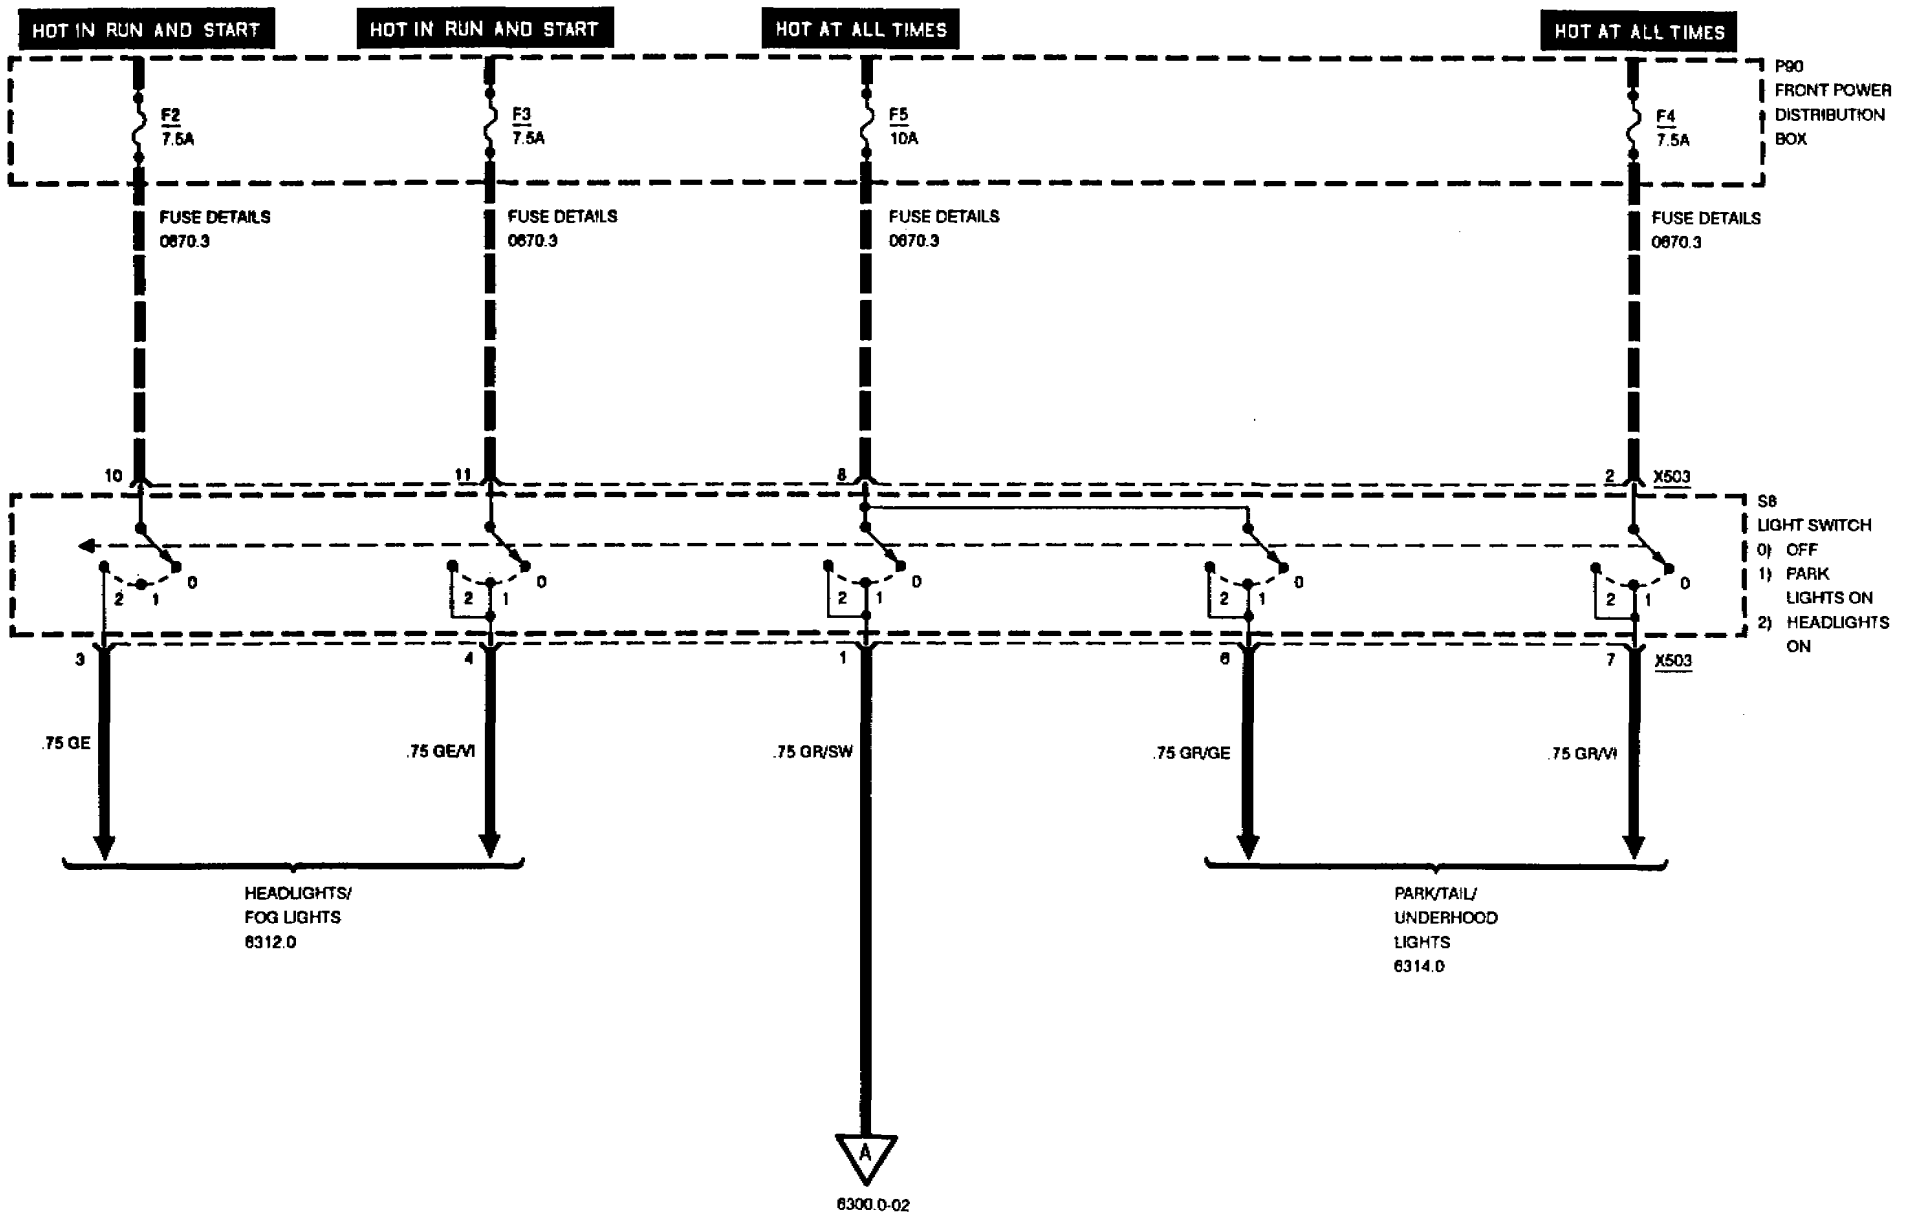 HOT IN RUN AND START
HOT IN RUN AND START
HOT AT ALL TIMES
HOT AT ALL TIMES
P90
FRONT POWER
DISTRIBUTION
BOX
F2
7.5A
F3
7.5A
F5
10A
F4
7.5A
FUSE DETAILS
0670.3
FUSE DETAILS
0670.3
FUSE DETAILS
0670.3
FUSE DETAILS
0670.3
10
11
8
2
X503
S8
LIGHT SWITCH
0) OFF
1) PARK
LIGHTS ON
2) HEADLIGHTS
ON
2 1 0
2 1 0
2 1 0
2 1 0
2 1 0
3
4
1
6
7
X503
.75 GE
.75 GE/VI
.75 GR/SW
.75 GR/GE
.75 GR/VI
HEADLIGHTS/
FOG LIGHTS
6312.0
PARK/TAIL/
UNDERHOOD
LIGHTS
6314.0
A
6300.0-02